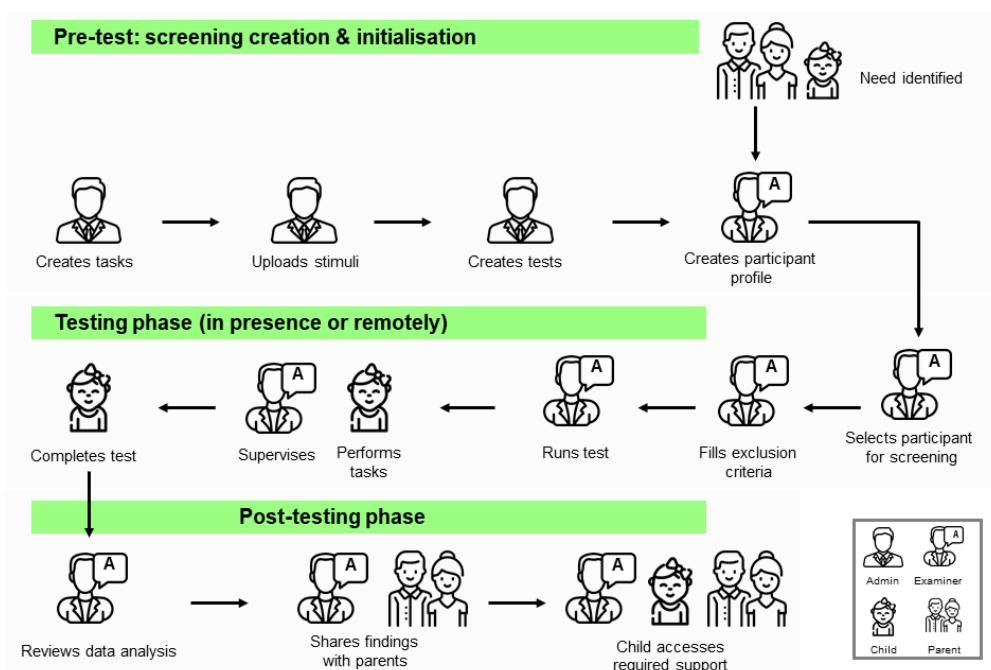 Pre-test: screening creation & initialisation
Need identified
A
Creates tasks
Uploads stimuli
Creates tests
Creates participant
profile
Testing phase (in presence or remotely)
A
A
A
A
Completes test
Supervises
Performs
tasks
Runs test
Fills exclusion
criteria
Selects participant
for screening
Post-testing phase
A
A
A
Reviews data analysis
Shares findings
with parents
Child accesses
required support
A
Admin
Examiner
Child
Parent